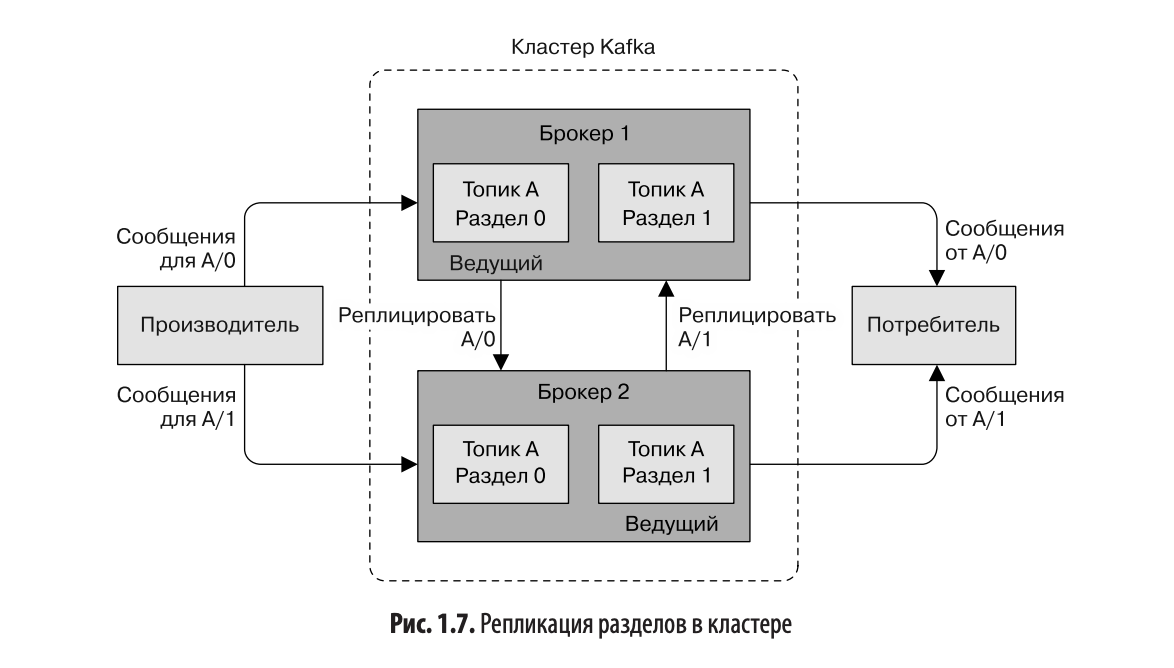 Кластер Kafka
Брокер 1
Топик A
Раздел 0
Топик A
Раздел 1
Ведущий
Сообщения
для A/0
Сообщения
от A/0
Производитель
Реплицировать
A/0
Реплицировать
A/1
Потребитель
Сообщения
для A/1
Сообщения
от A/1
Брокер 2
Топик A
Раздел 0
Топик A
Раздел 1
Ведущий
Рис. 1.7. Репликация разделов в кластере